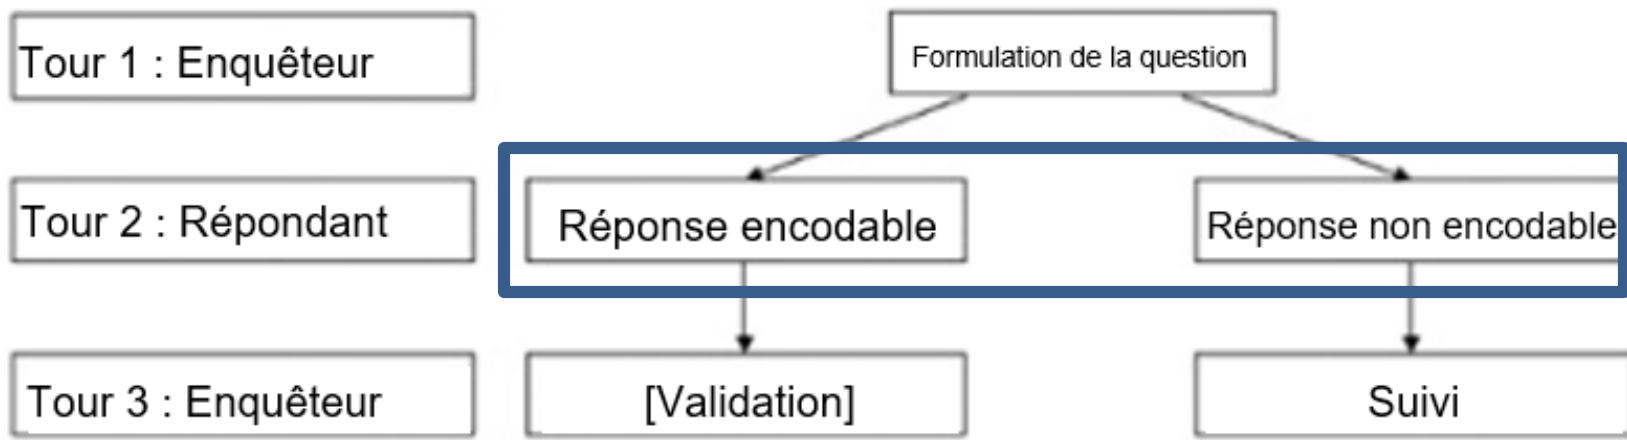 Tour 1 : Enquêteur
Formulation de la question
Tour 2 : Répondant
Réponse encodable
Réponse non encodable
Tour 3 : Enquêteur
[Validation]
Suivi